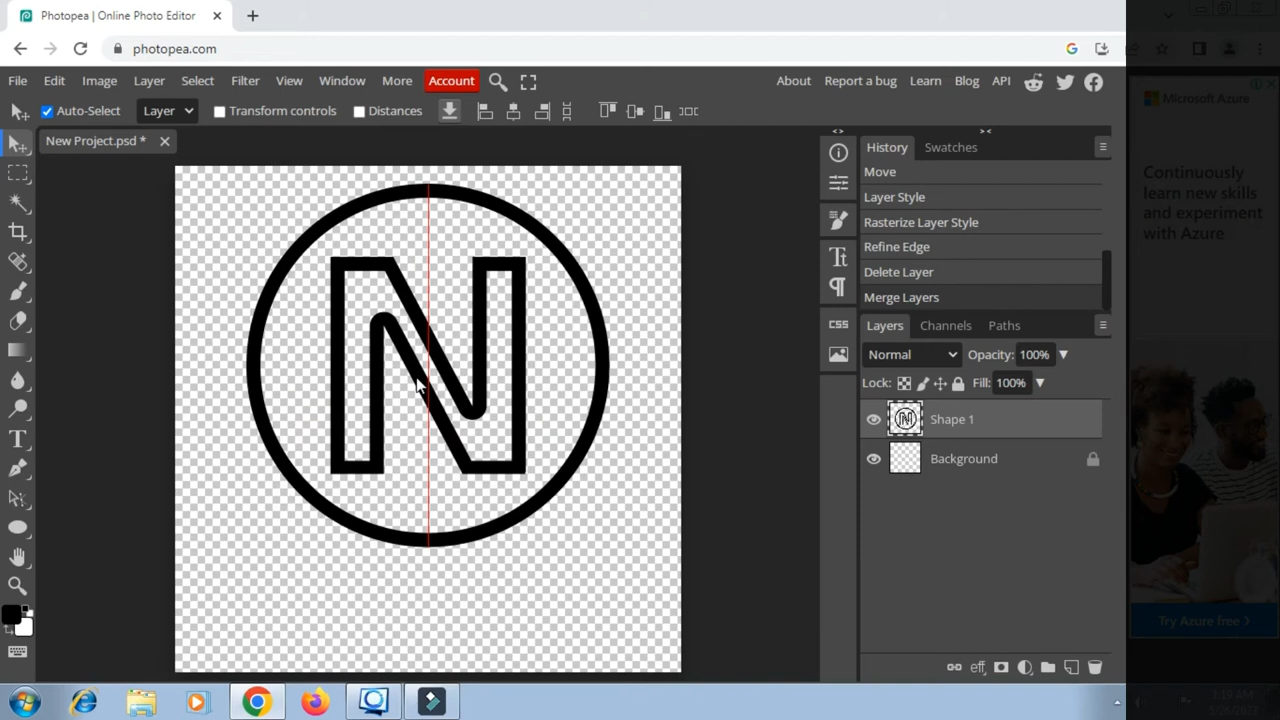 Photopea | Online Photo Editor
photopea.com
File Edit Image Layer Select Filter View Window More Account About Report a bug Learn Blog API
Auto-Select Layer Transform controls Distances
New Project.psd *
History Swatches
Move
Layer Style
Rasterize Layer Style
Refine Edge
Delete Layer
Merge Layers
Layers Channels Paths
Normal Opacity: 100%
Lock: Fill: 100%
Shape 1
Background
CSS
eff
N
Microsoft Azure
Continuously
learn new skills
and experiment
with Azure
Try Azure free >
1:19 AM